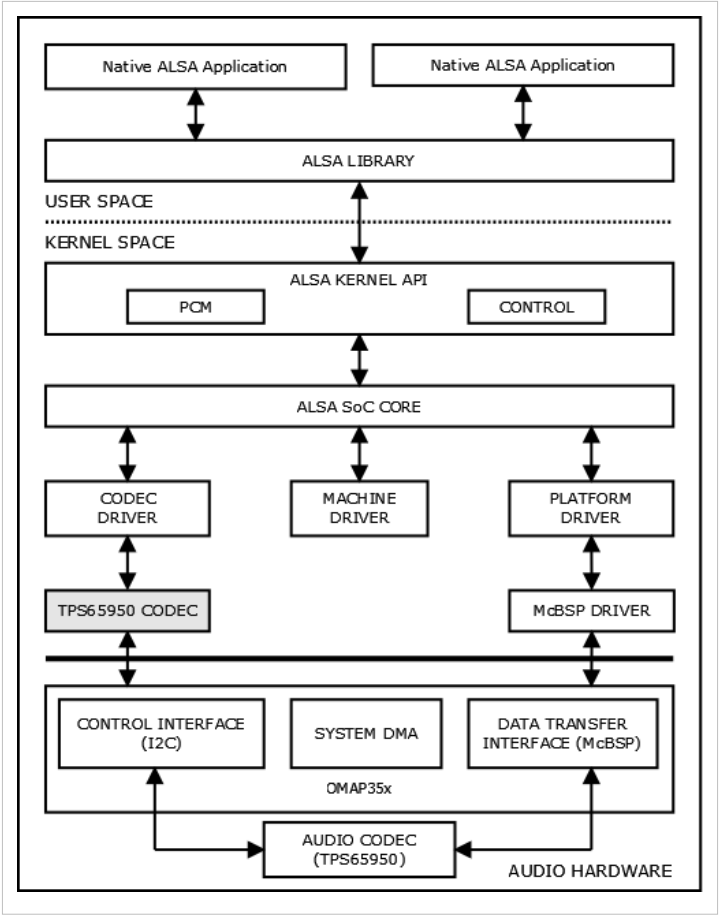 Native ALSA Application
Native ALSA Application
ALSA LIBRARY
USER SPACE
KERNEL SPACE
ALSA KERNEL API
PCM
CONTROL
ALSA SoC CORE
CODEC
DRIVER
MACHINE
DRIVER
PLATFORM
DRIVER
TPS65950 CODEC
McBSP DRIVER
CONTROL INTERFACE
(I2C)
SYSTEM DMA
DATA TRANSFER
INTERFACE (McBSP)
OMAP35x
AUDIO CODEC
(TPS65950)
AUDIO HARDWARE